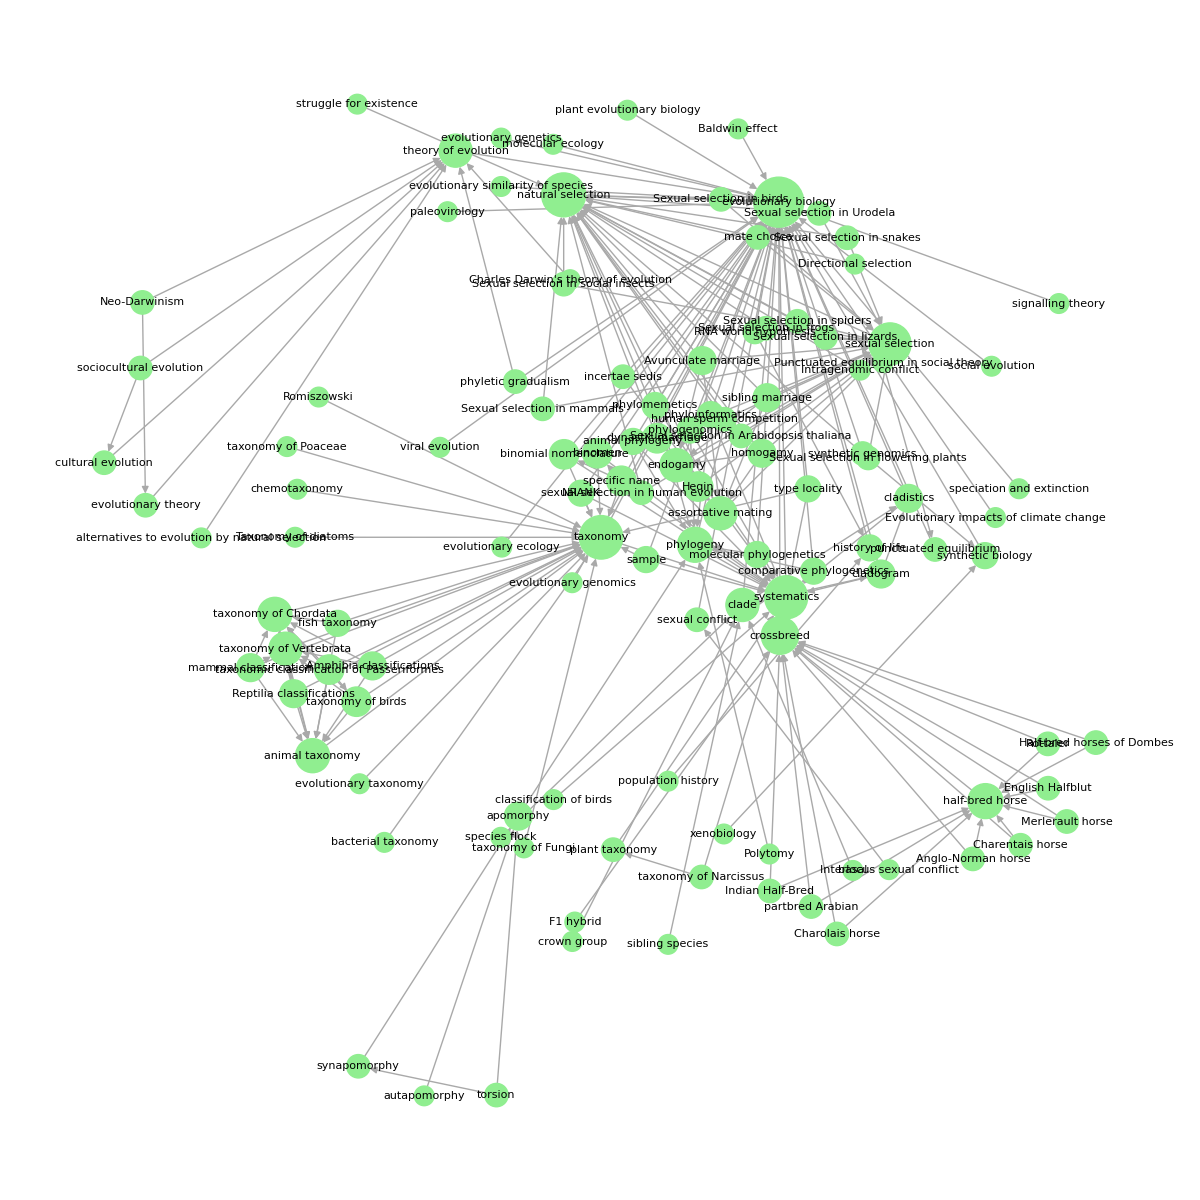 struggle for existence
plant evolutionary biology
Baldwin effect
evolutionary genetics
molecular ecology
theory of evolution
evolutionary similarity of species
natural selection
Sexual selection in birds
evolutionary biology
paleovirology
Sexual selection in Urodela
mate choice
Sexual selection in snakes
Directional selection
Charles Darwin's theory of evolution
Sexual selection in social insects
Neo-Darwinism
signalling theory
Sexual selection in spiders
Sexual selection in frogs
RNA world hypothesis
Sexual selection in lizards
sexual selection
Avunculate marriage
Punctuated equilibrium in social theory
social evolution
Intragenomic conflict
sociocultural evolution
incertae sedis
phyletic gradualism
Romiszowski
sibling marriage
phylomemetics
Sexual selection in mammals
phyloinformatics
human sperm competition
phylogenomics
Sexual selection in Arabidopsis thaliana
animal phylogeny
taxonomy of Poaceae
viral evolution
binomial nomenclature
binomen
homogamy
synthetic genomics
Sexual selection in flowering plants
cultural evolution
endogamy
specific name
Hegin
chemotaxonomy
sexual selection in human evolution
type locality
speciation and extinction
cladistics
evolutionary theory
assortative mating
Evolutionary impacts of climate change
alternatives to evolution by natural selection
taxonomy
evolutionary ecology
phylogeny
molecular phylogenetics
history of life
punctuated equilibrium
synthetic biology
sample
comparative phylogenetics
cladogram
evolutionary genomics
systematics
clade
taxonomy of Chordata
fish taxonomy
sexual conflict
crossbreed
taxonomy of Vertebrata
mammal classification
Amphibia classifications
taxonomic classification of Passeriformes
Reptilia classifications
taxonomy of birds
Half-bred horses of Dombes
animal taxonomy
evolutionary taxonomy
population history
English Halfblut
classification of birds
half-bred horse
apomorphy
Merlerault horse
species flock
bacterial taxonomy
taxonomy of Fungi
plant taxonomy
xenobiology
Charentais horse
Polytomy
Anglo-Norman horse
taxonomy of Narcissus
Indian Half-Bred
partbred Arabian
F1 hybrid
crown group
sibling species
Charolais horse
synapomorphy
autapomorphy
torsion